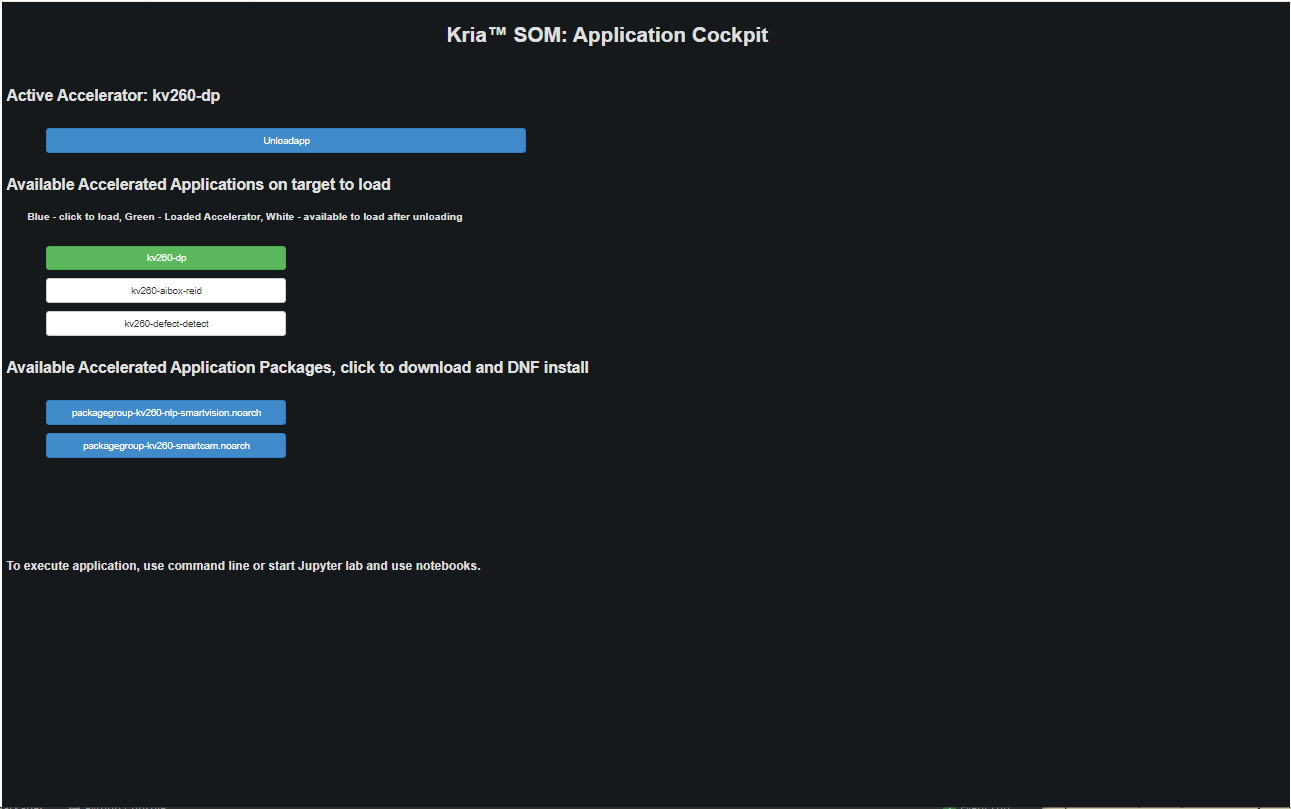 Kria™ SOM: Application Cockpit
Active Accelerator: kv260-dp
Unloadapp
Available Accelerated Applications on target to load
Blue - click to load, Green - Loaded Accelerator, White - available to load after unloading
kv260-dp
kv260-aibox-reid
kv260-defect-detect
Available Accelerated Application Packages, click to download and DNF install
packagegroup-kv260-nlp-smartvision.noarch
packagegroup-kv260-smartcam.noarch
To execute application, use command line or start Jupyter lab and use notebooks.